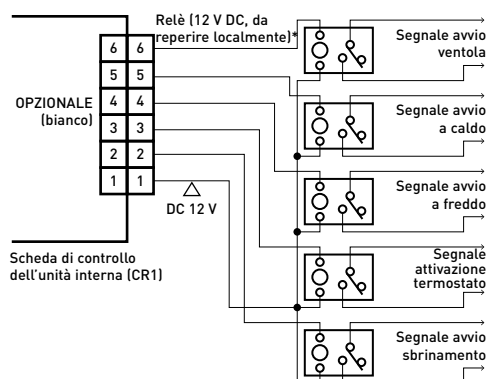 Relè (12 V DC, da
reperire localmente)*
6 6
5 5
4 4
3 3
2 2
1 1
OPZIONALE
(bianco)
DC 12 V
Scheda di controllo
dell'unità interna (CR1)
Segnale avvio
ventola
Segnale avvio
a caldo
Segnale avvio
a freddo
Segnale
attivazione
termostato
Segnale avvio
sbrinamento